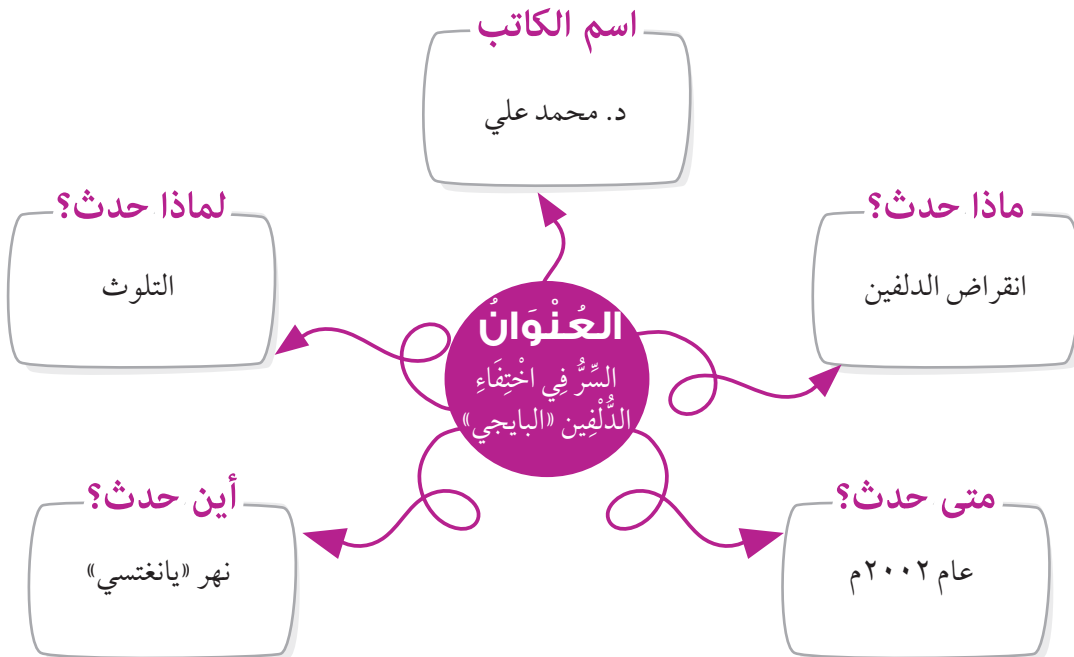 اسم الكاتب
د. محمد علي
ماذا حدث؟
انقراض الدلفين
لماذا حدث؟
التلوث
العُنْوَانُ
السِّرُّ فِي اخْتِفَاءِ
الدُّلْفِين «البايجي»
متى حدث؟
عام ٢٠٠٢م
أين حدث؟
نهر «يانغتسي»